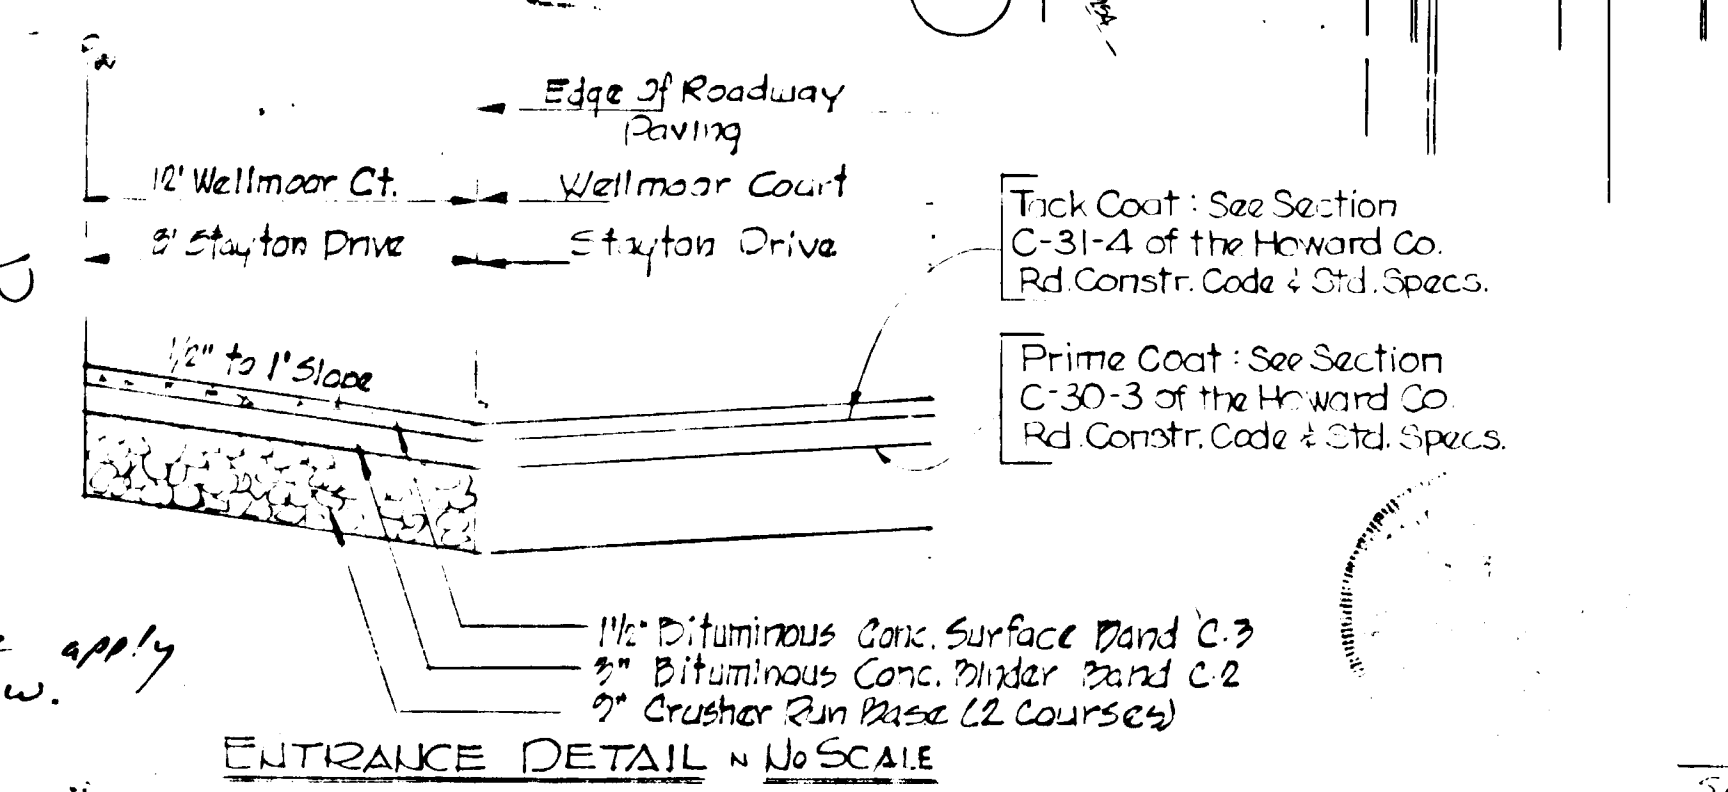 Edge Of Roadway
Paving
12' Wellmoor Ct.
Wellmoor Court
8' Stayton Drive
Stayton Drive
Tack Coat : See Section
C-31-4 of the Howard Co.
Rd. Constr. Code & Std. Specs.
1/2" to 1' Slope
Prime Coat : See Section
C-30-3 of the Howard Co.
Rd. Constr. Code & Std. Specs.
apply
w.
1 1/2" Bituminous Conc. Surface Band C.3
3" Bituminous Conc. Binder Band C.2
9" Crusher Run Base (2 Courses)
ENTRANCE DETAIL ~ No SCALE